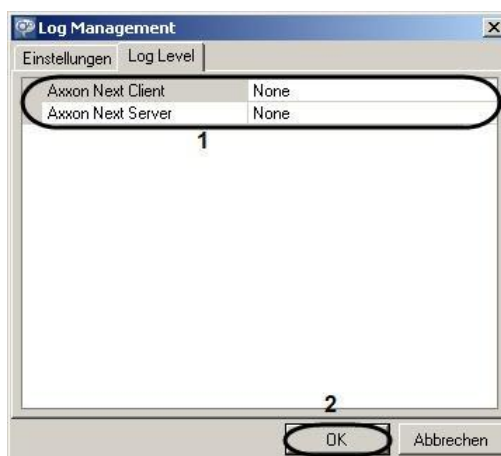 Log Management
Einstellungen Log Level
Axxon Next Client None
Axxon Next Server None
1
2
OK Abbrechen